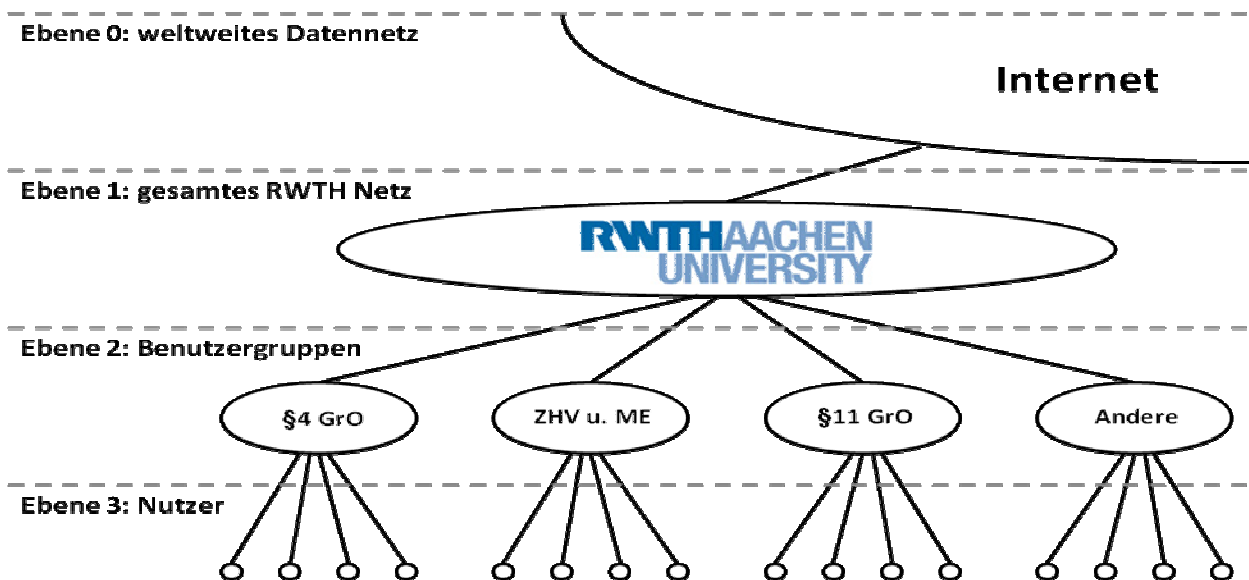 Ebene 0: weltweites Datennetz
Internet
Ebene 1: gesamtes RWTH Netz
RWTHAACHEN
UNIVERSITY
Ebene 2: Benutzergruppen
§4 GrO
ZHV u. ME
§11 GrO
Andere
Ebene 3: Nutzer